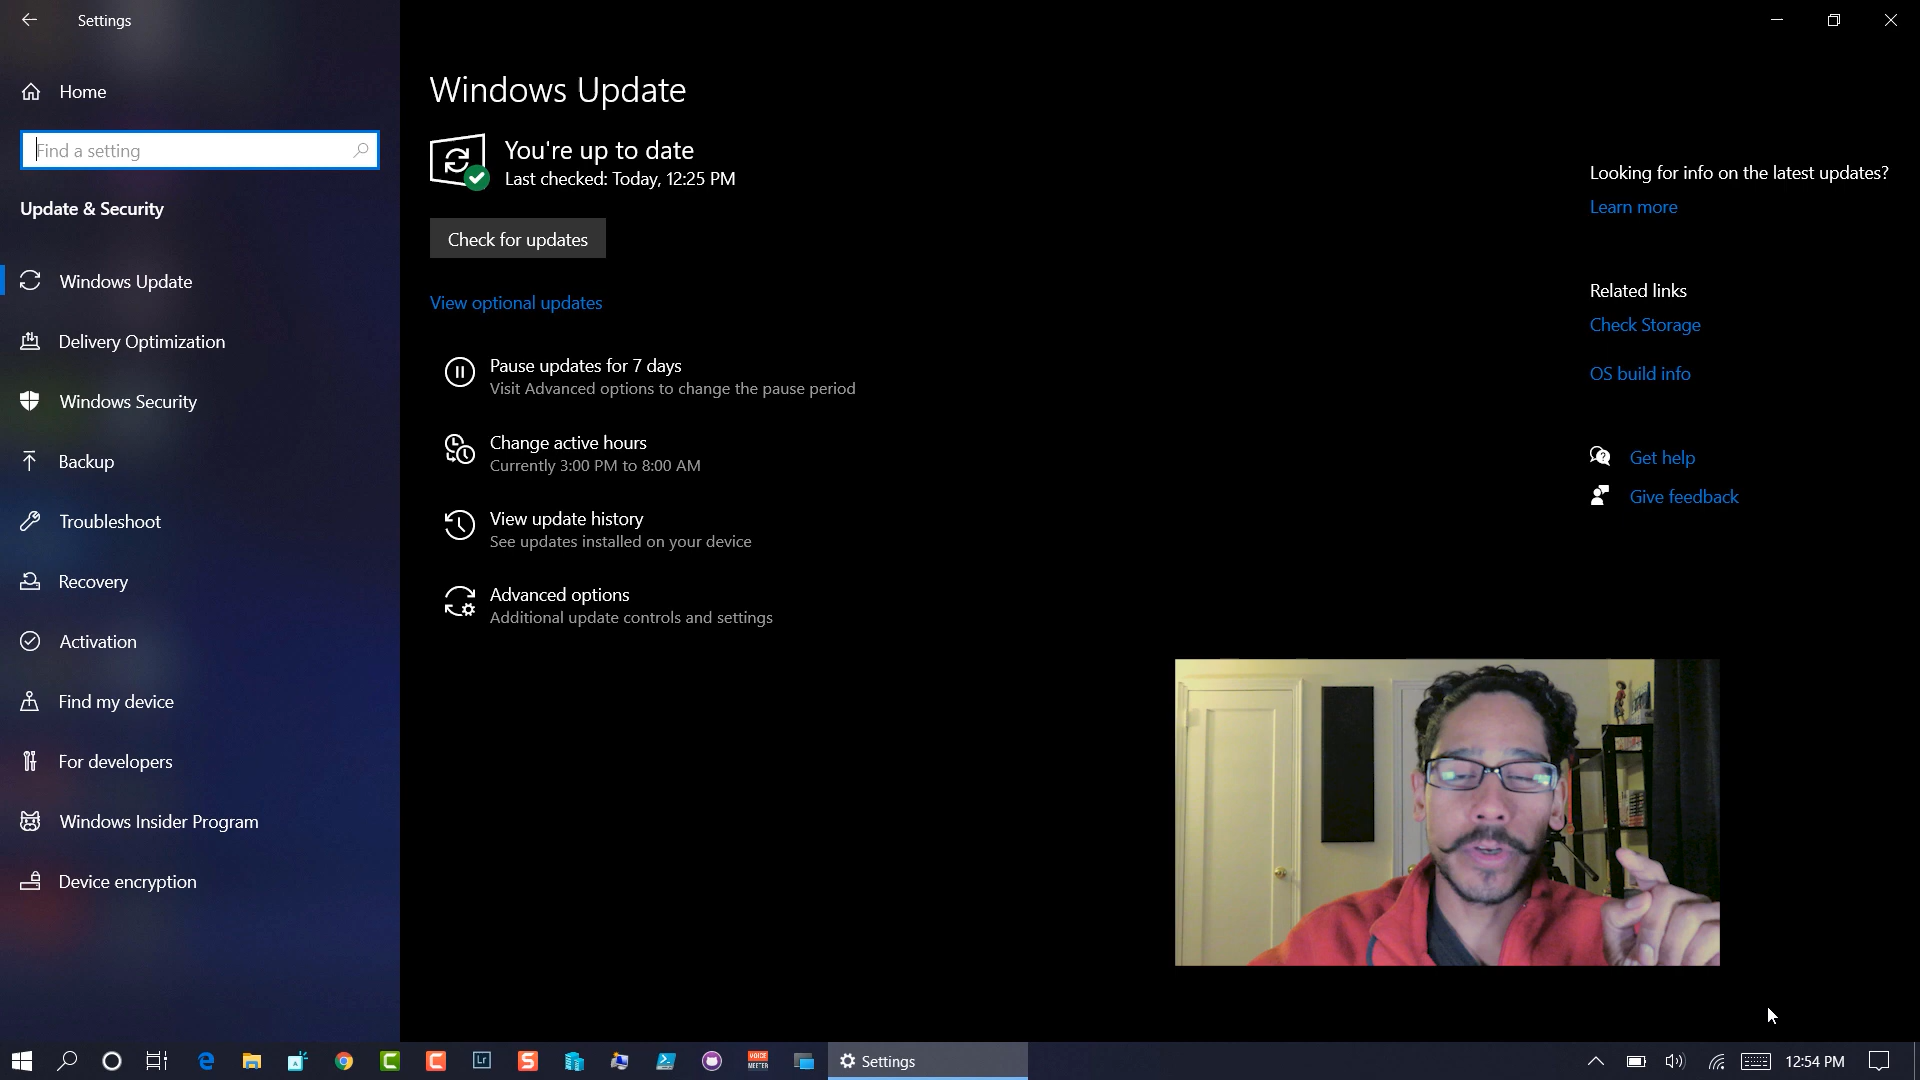 Settings
Home
Find a setting
Update & Security
Windows Update
Delivery Optimization
Windows Security
Backup
Troubleshoot
Recovery
Activation
Find my device
For developers
Windows Insider Program
Device encryption
Windows Update
You're up to date
Last checked: Today, 12:25 PM
Check for updates
View optional updates
Pause updates for 7 days
Visit Advanced options to change the pause period
Change active hours
Currently 3:00 PM to 8:00 AM
View update history
See updates installed on your device
Advanced options
Additional update controls and settings
Looking for info on the latest updates?
Learn more
Related links
Check Storage
OS build info
Get help
Give feedback
Lr
VOICE
MEETER
Settings
12:54 PM